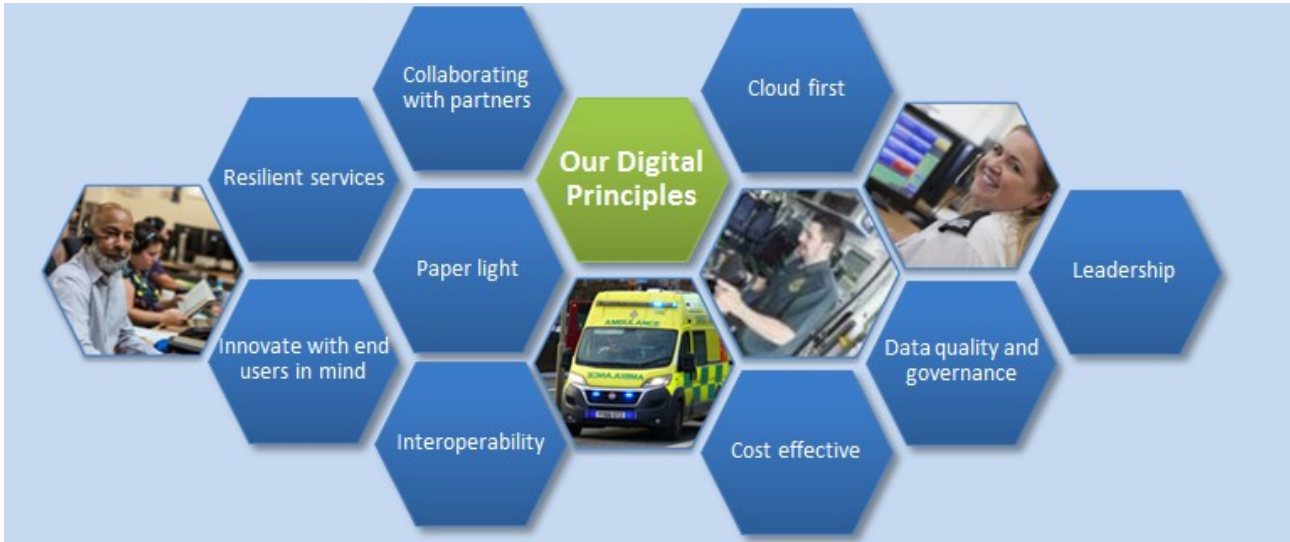 Collaborating
with partners
Cloud first
Our Digital
Principles
Resilient services
Paper light
Leadership
Innovate with end
users in mind
Data quality and
governance
AMBULANCE
Interoperability
Cost effective